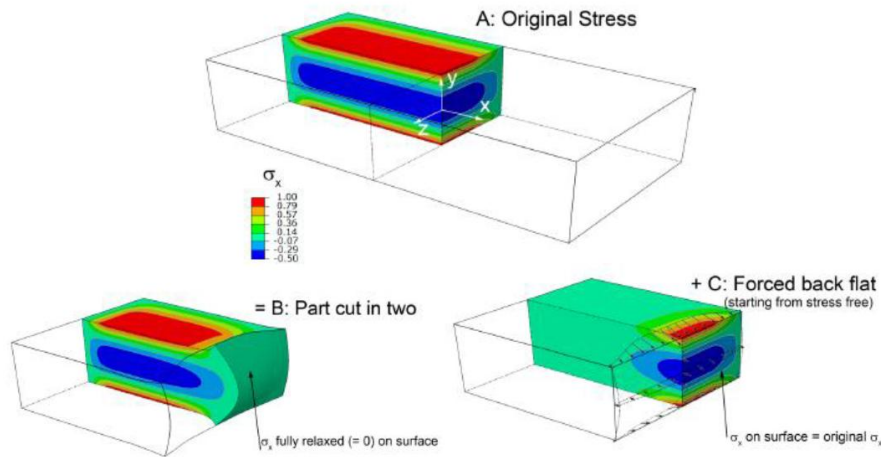 A: Original Stress
y
x
z
σx
1.00
0.79
0.57
0.36
0.14
-0.07
-0.29
-0.50
= B: Part cut in two
σx fully relaxed (= 0) on surface
+ C: Forced back flat
(starting from stress free)
σx on surface = original σx